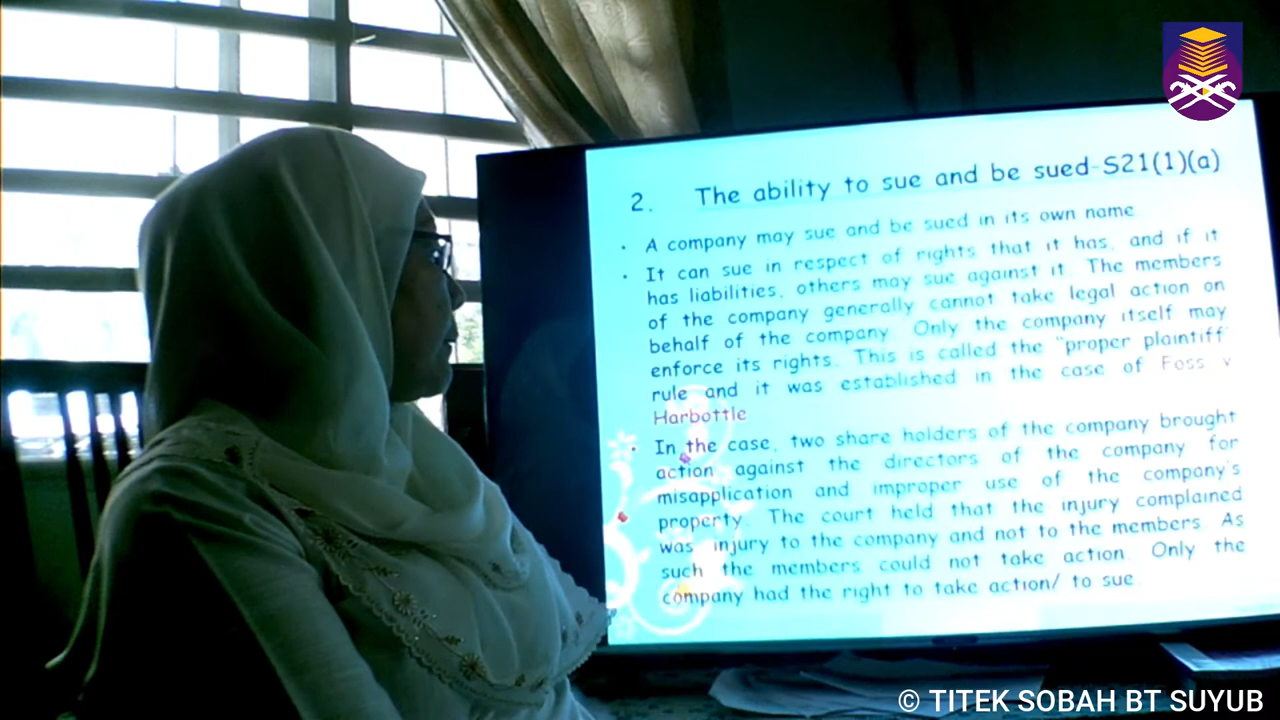 2. The ability to sue and be sued-S21(1)(a)
• A company may sue and be sued in its own name
• It can sue in respect of rights that it has, and if it
has liabilities, others may sue against it. The members
of the company generally cannot take legal action on
behalf of the company. Only the company itself may
enforce its rights. This is called the "proper plaintiff"
rule and it was established in the case of Foss v
Harbottle
• In the case, two share holders of the company brought
action against the directors of the company for
misapplication and improper use of the company's
property. The court held that the injury complained
was injury to the company and not to the members. As
such the members could not take action. Only the
company had the right to take action/ to sue
© TITEK SOBAH BT SUYUB